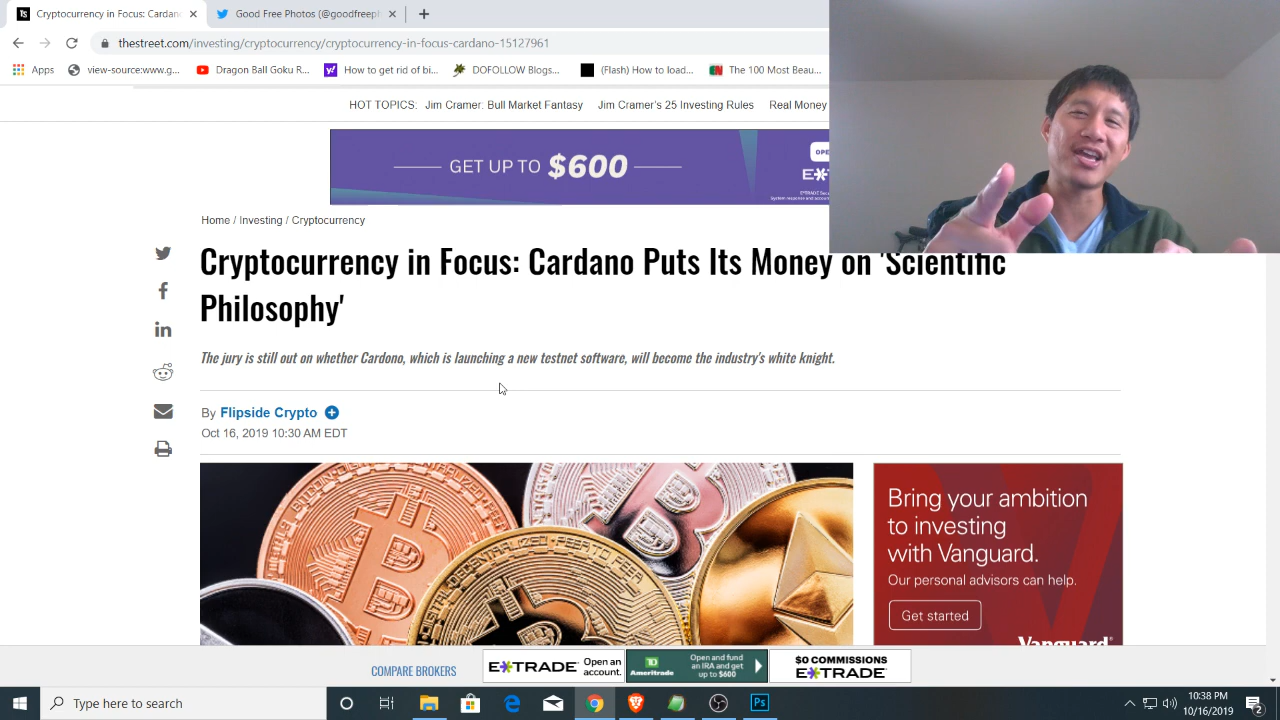 Cryptocurrency in Focus: Cardan
Good Free Photos (@goodfreeph
thestreet.com/investing/cryptocurrency/cryptocurrency-in-focus-cardano-15127961
Apps view-source:www.g... Dragon Ball Goku R... How to get rid of bi... DOFOLLOW Blogs... (Flash) How to load... The 100 Most Beau...
HOT TOPICS: Jim Cramer: Bull Market Fantasy Jim Cramer's 25 Investing Rules Real Money
GET UP TO $600
OPE
E*T
Home / Investing / Cryptocurrency
Cryptocurrency in Focus: Cardano Puts Its Money on 'Scientific
Philosophy'
The jury is still out on whether Cardono, which is launching a new testnet software, will become the industry's white knight.
By Flipside Crypto
Oct 16, 2019 10:30 AM EDT
Bring your ambition
to investing
with Vanguard.
Our personal advisors can help.
Get started
Vanguard®
COMPARE BROKERS
E*TRADE Open an
account.
TD
Ameritrade
Open and fund
an IRA and get
up to $600
$0 COMMISSIONS
E*TRADE
Type here to search
Ps
10:38 PM
10/16/2019
2